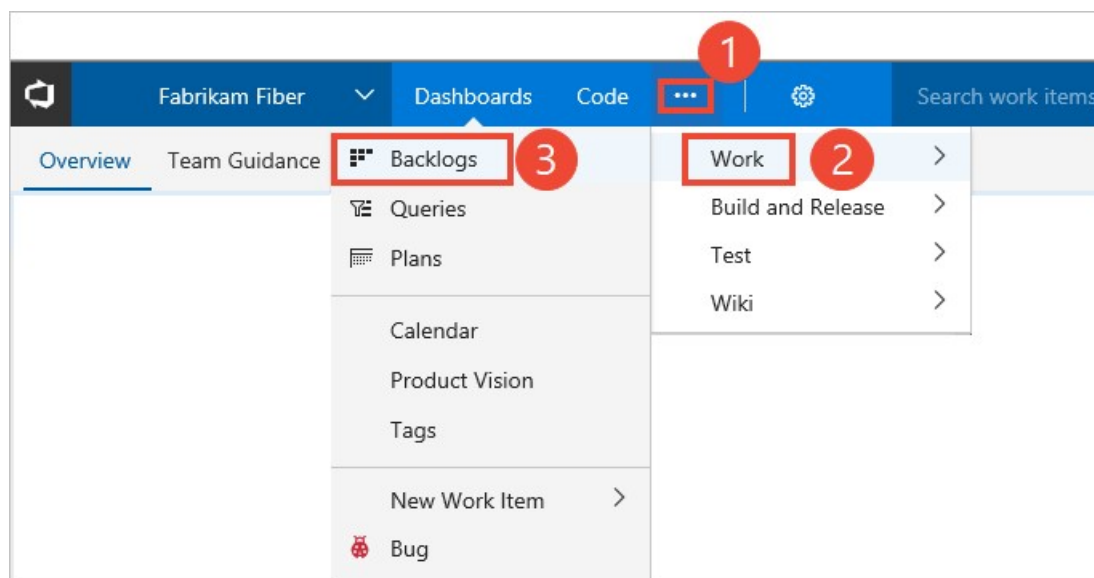 1
Fabrikam Fiber Dashboards Code ... Search work items
Overview Team Guidance
Backlogs 3
Queries
Plans
Calendar
Product Vision
Tags
New Work Item
Bug
Work 2
Build and Release
Test
Wiki